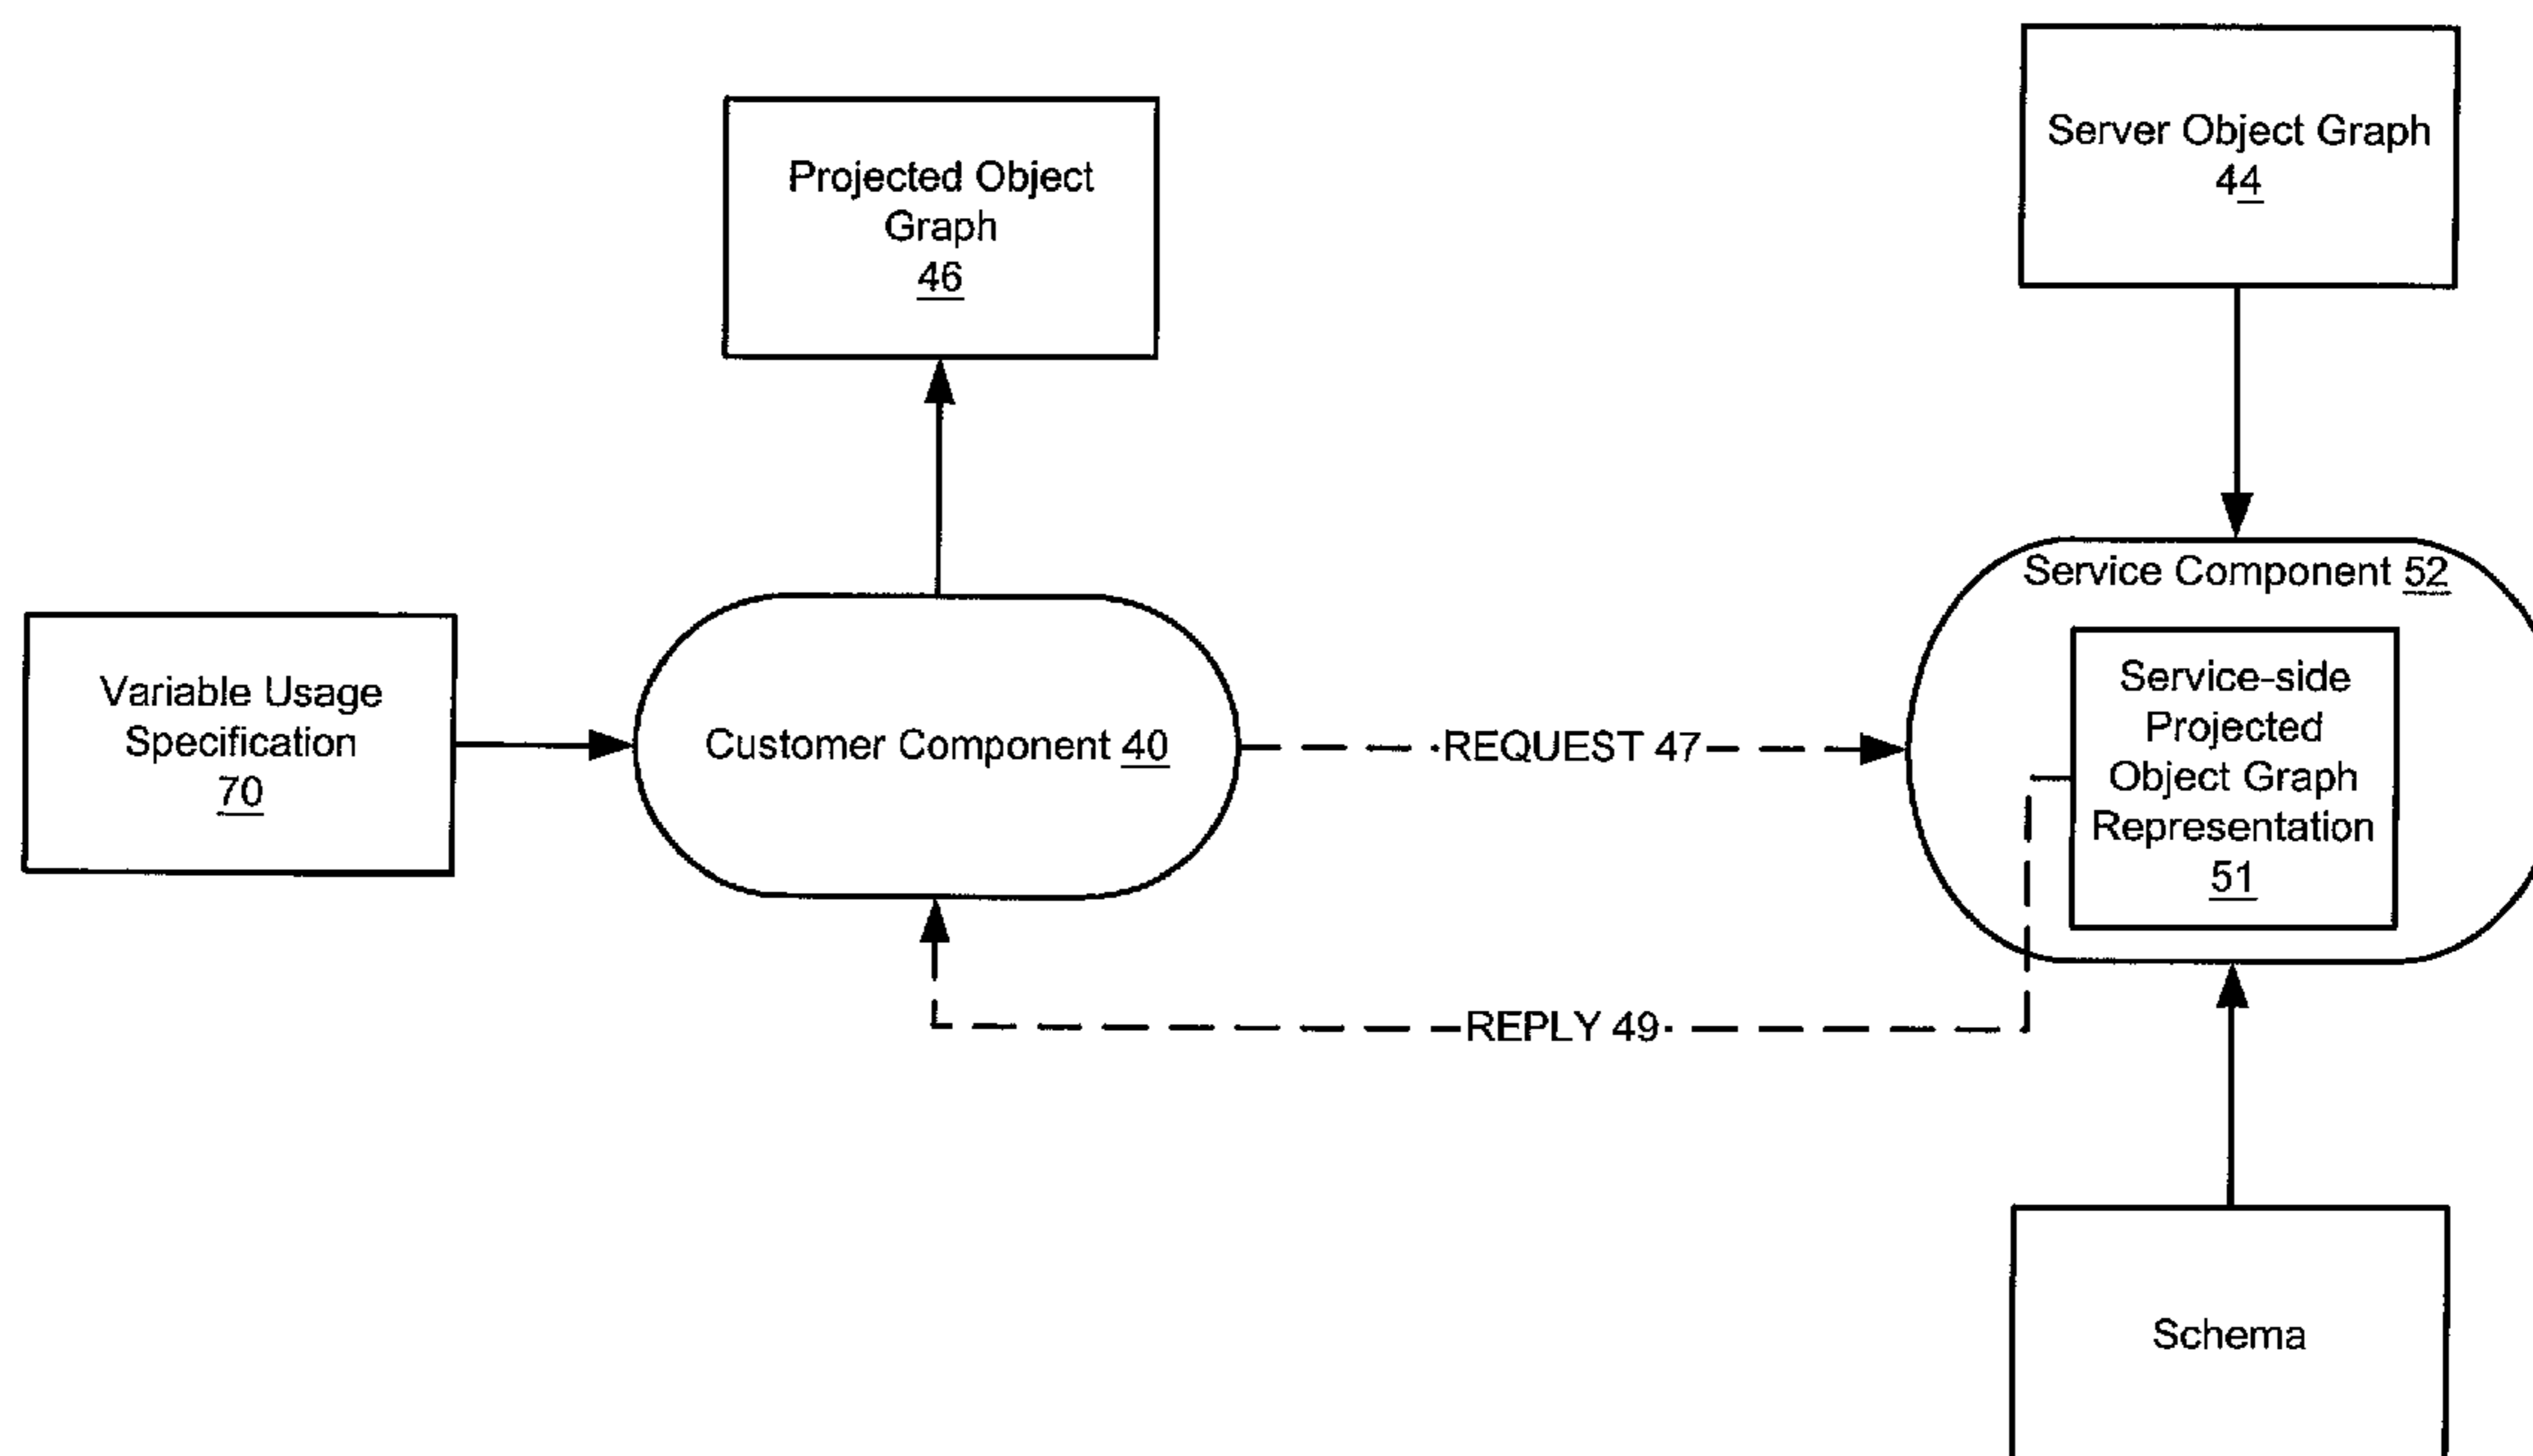 Server Object Graph
44
Projected Object
Graph
46
Service Component 52
Variable Usage
Specification
70
Customer Component 40
REQUEST 47
Service-side
Projected
Object Graph
Representation
51
REPLY 49
Schema